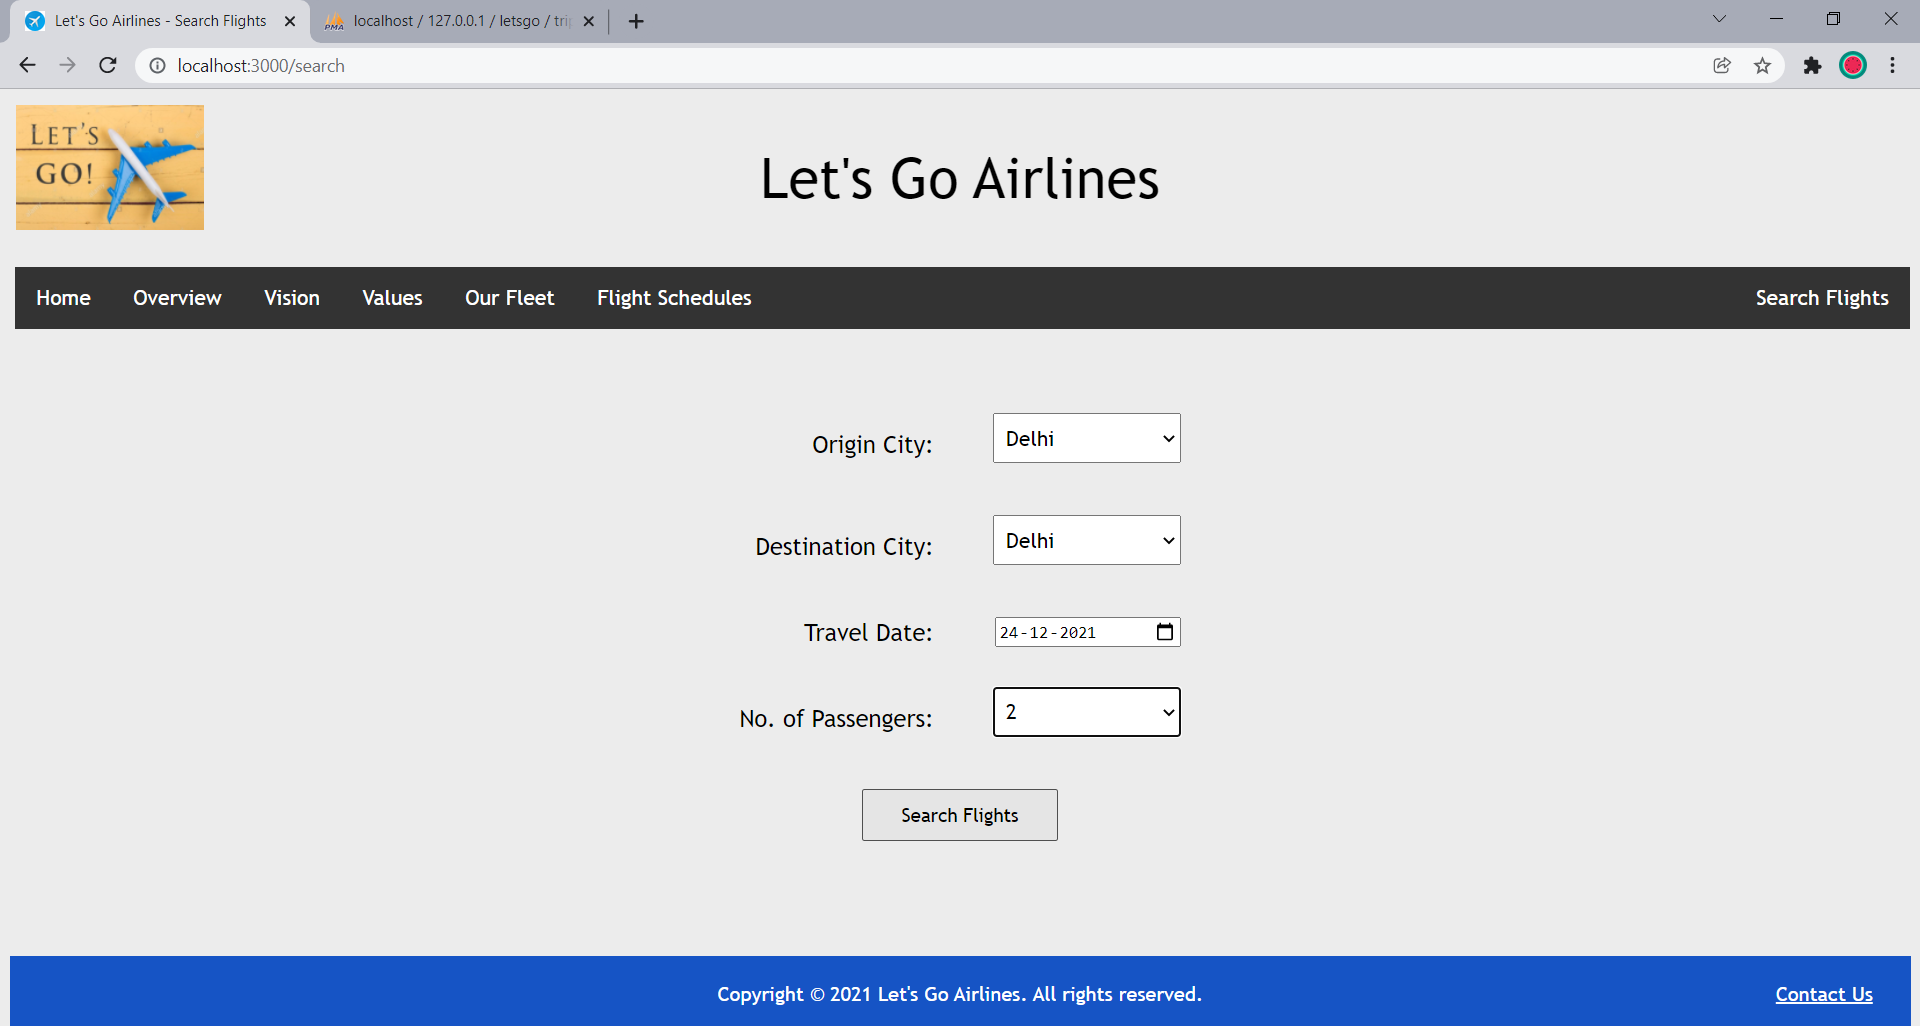 Let's Go Airlines - Search Flights
localhost / 127.0.0.1 / letsgo / trip
localhost:3000/search
LET'S
GO!
Let's Go Airlines
Home Overview Vision Values Our Fleet Flight Schedules Search Flights
Origin City: Delhi
Destination City: Delhi
Travel Date: 24-12-2021
No. of Passengers: 2
Search Flights
Copyright © 2021 Let's Go Airlines. All rights reserved. Contact Us